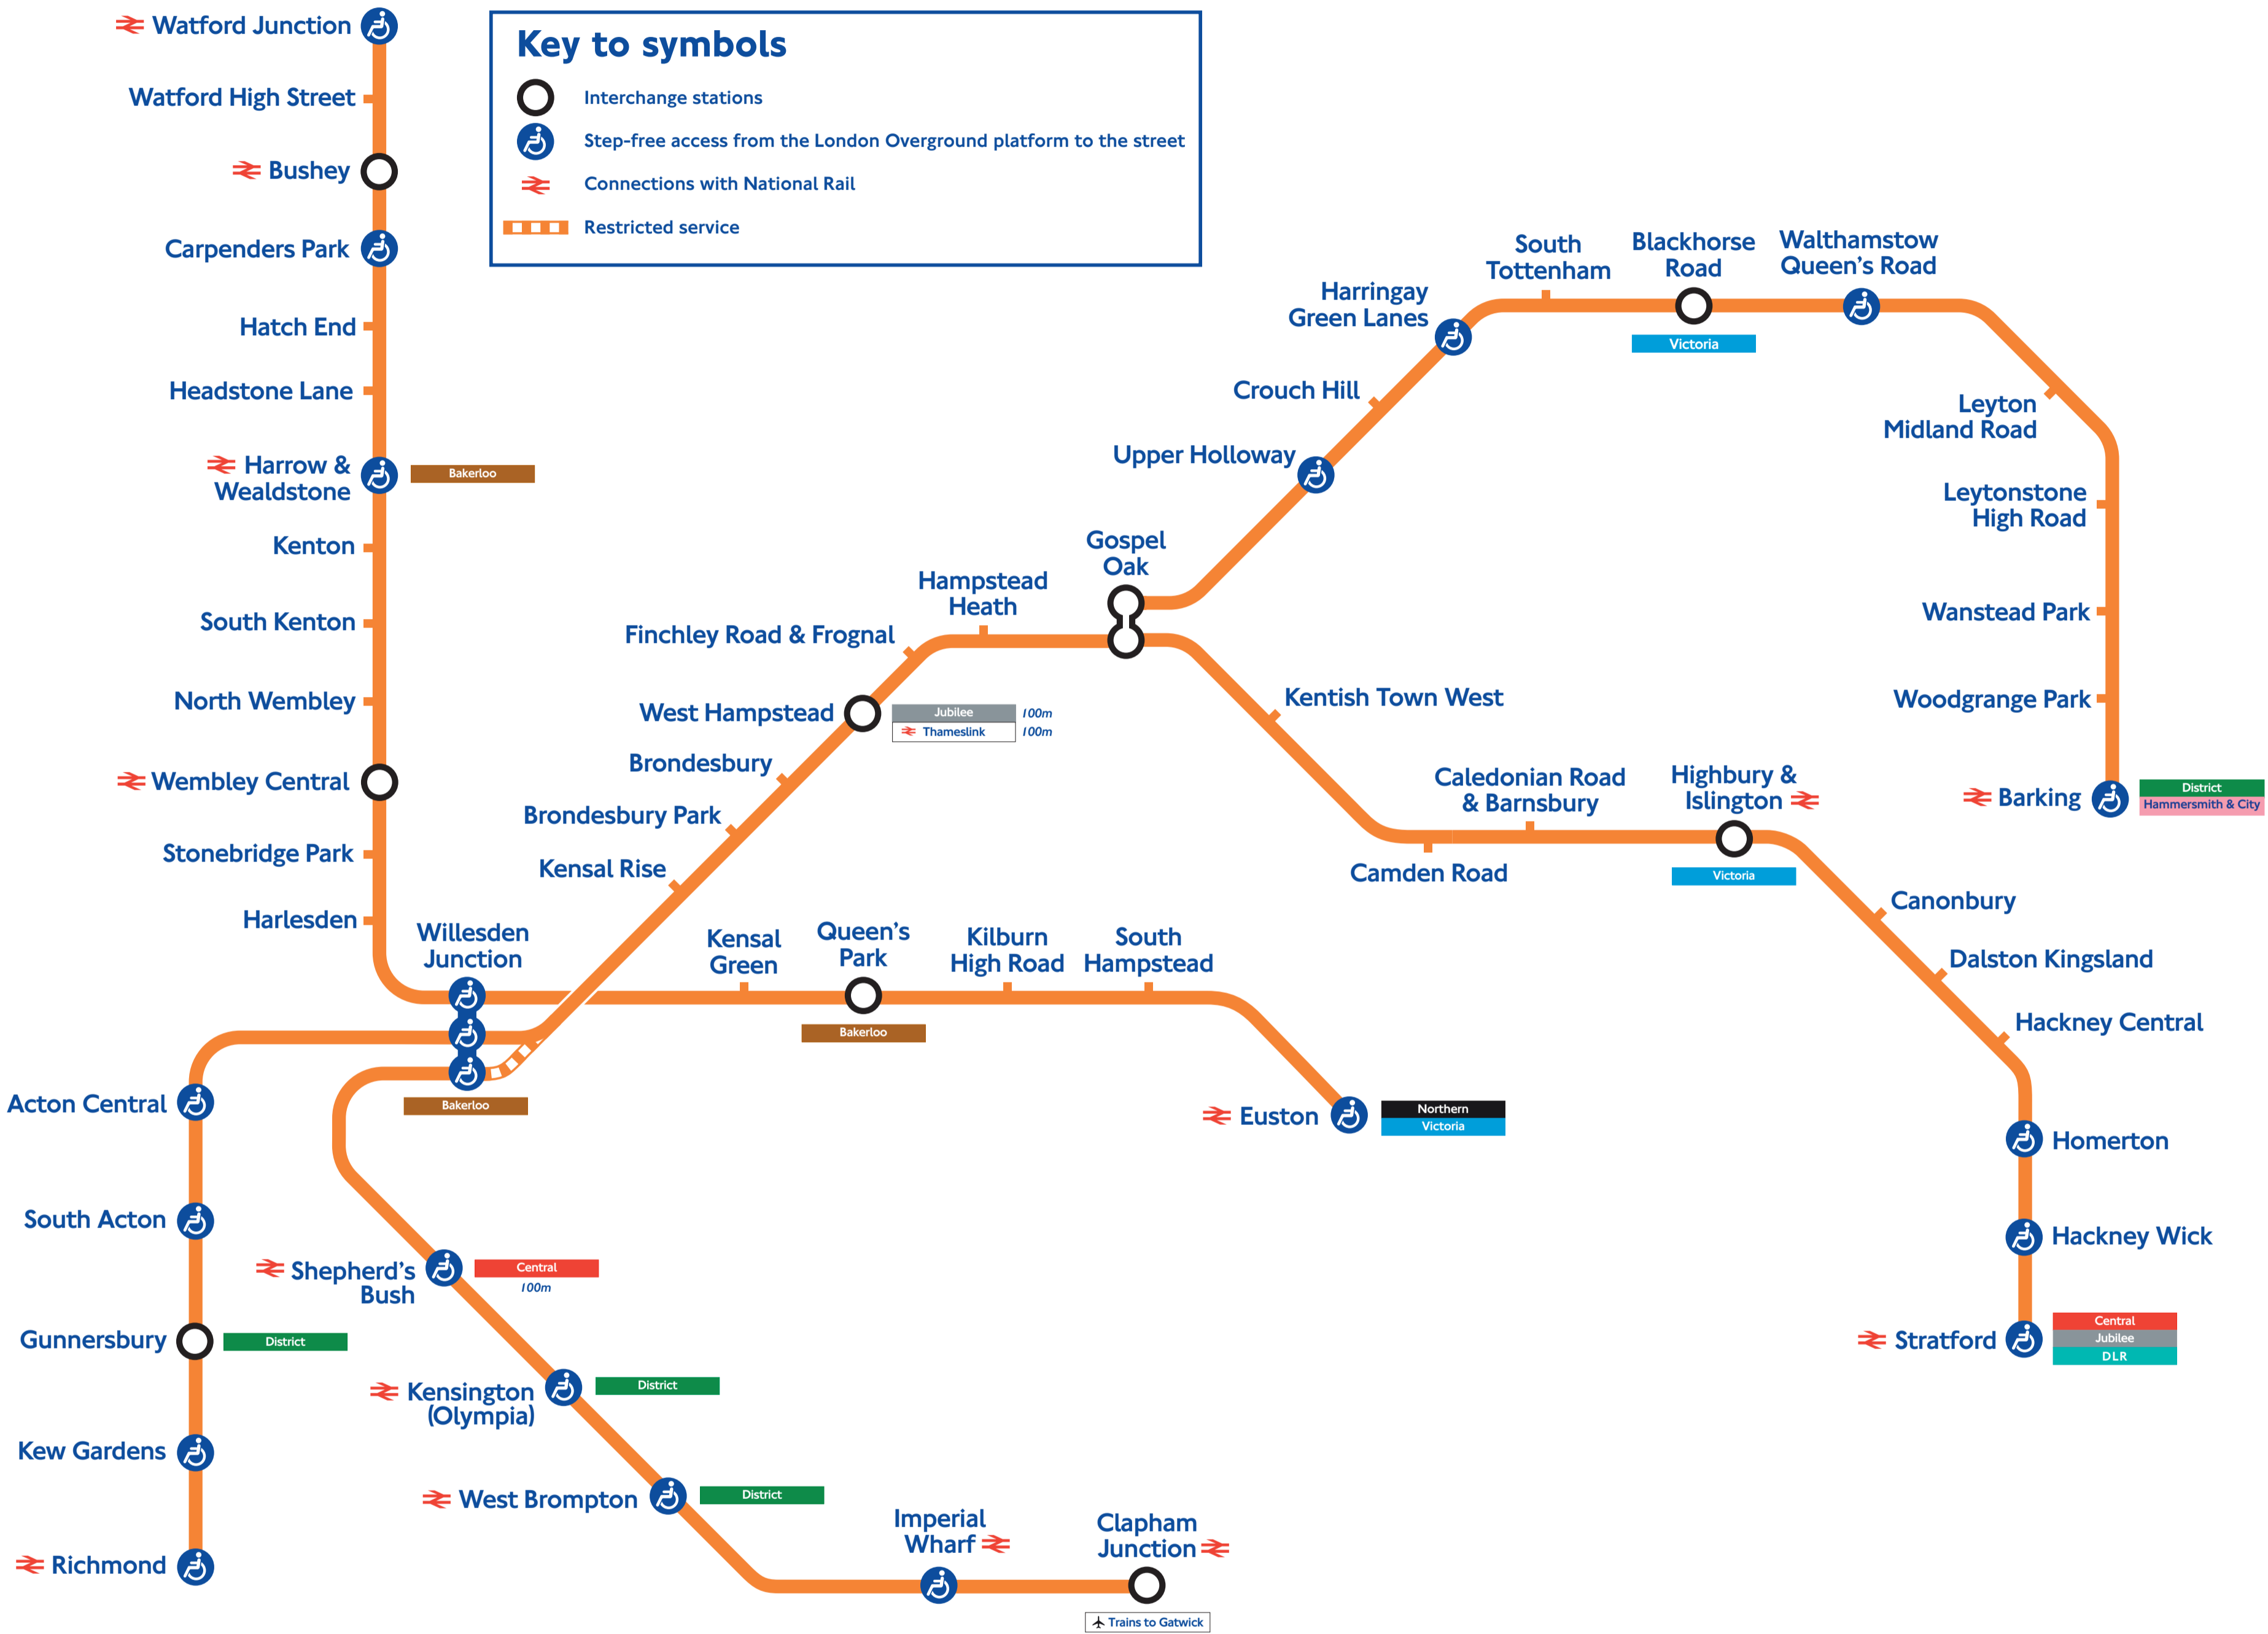 Key to symbols
Interchange stations
Step-free access from the London Overground platform to the street
Connections with National Rail
Restricted service
Watford Junction
Watford High Street
Bushey
Carpenders Park
Hatch End
Headstone Lane
Harrow &
Wealdstone
Bakerloo
Kenton
South Kenton
North Wembley
Wembley Central
Stonebridge Park
Harlesden
Willesden
Junction
Bakerloo
Kensal
Green
Queen's
Park
Bakerloo
Kilburn
High Road
South
Hampstead
Euston
Northern
Victoria
Acton Central
South Acton
Gunnersbury
District
Kew Gardens
Richmond
Shepherd's
Bush
Central
100m
Kensington
(Olympia)
District
West Brompton
District
Imperial
Wharf
Clapham
Junction
Trains to Gatwick
Kensal Rise
Brondesbury Park
Brondesbury
West Hampstead
Jubilee
100m
Thameslink
100m
Finchley Road & Frognal
Hampstead
Heath
Gospel
Oak
Upper Holloway
Crouch Hill
Harringay
Green Lanes
South
Tottenham
Blackhorse
Road
Victoria
Walthamstow
Queen's Road
Leyton
Midland Road
Leytonstone
High Road
Wanstead Park
Woodgrange Park
Barking
District
Hammersmith & City
Kentish Town West
Camden Road
Caledonian Road
& Barnsbury
Highbury &
Islington
Victoria
Canonbury
Dalston Kingsland
Hackney Central
Homerton
Hackney Wick
Stratford
Central
Jubilee
DLR